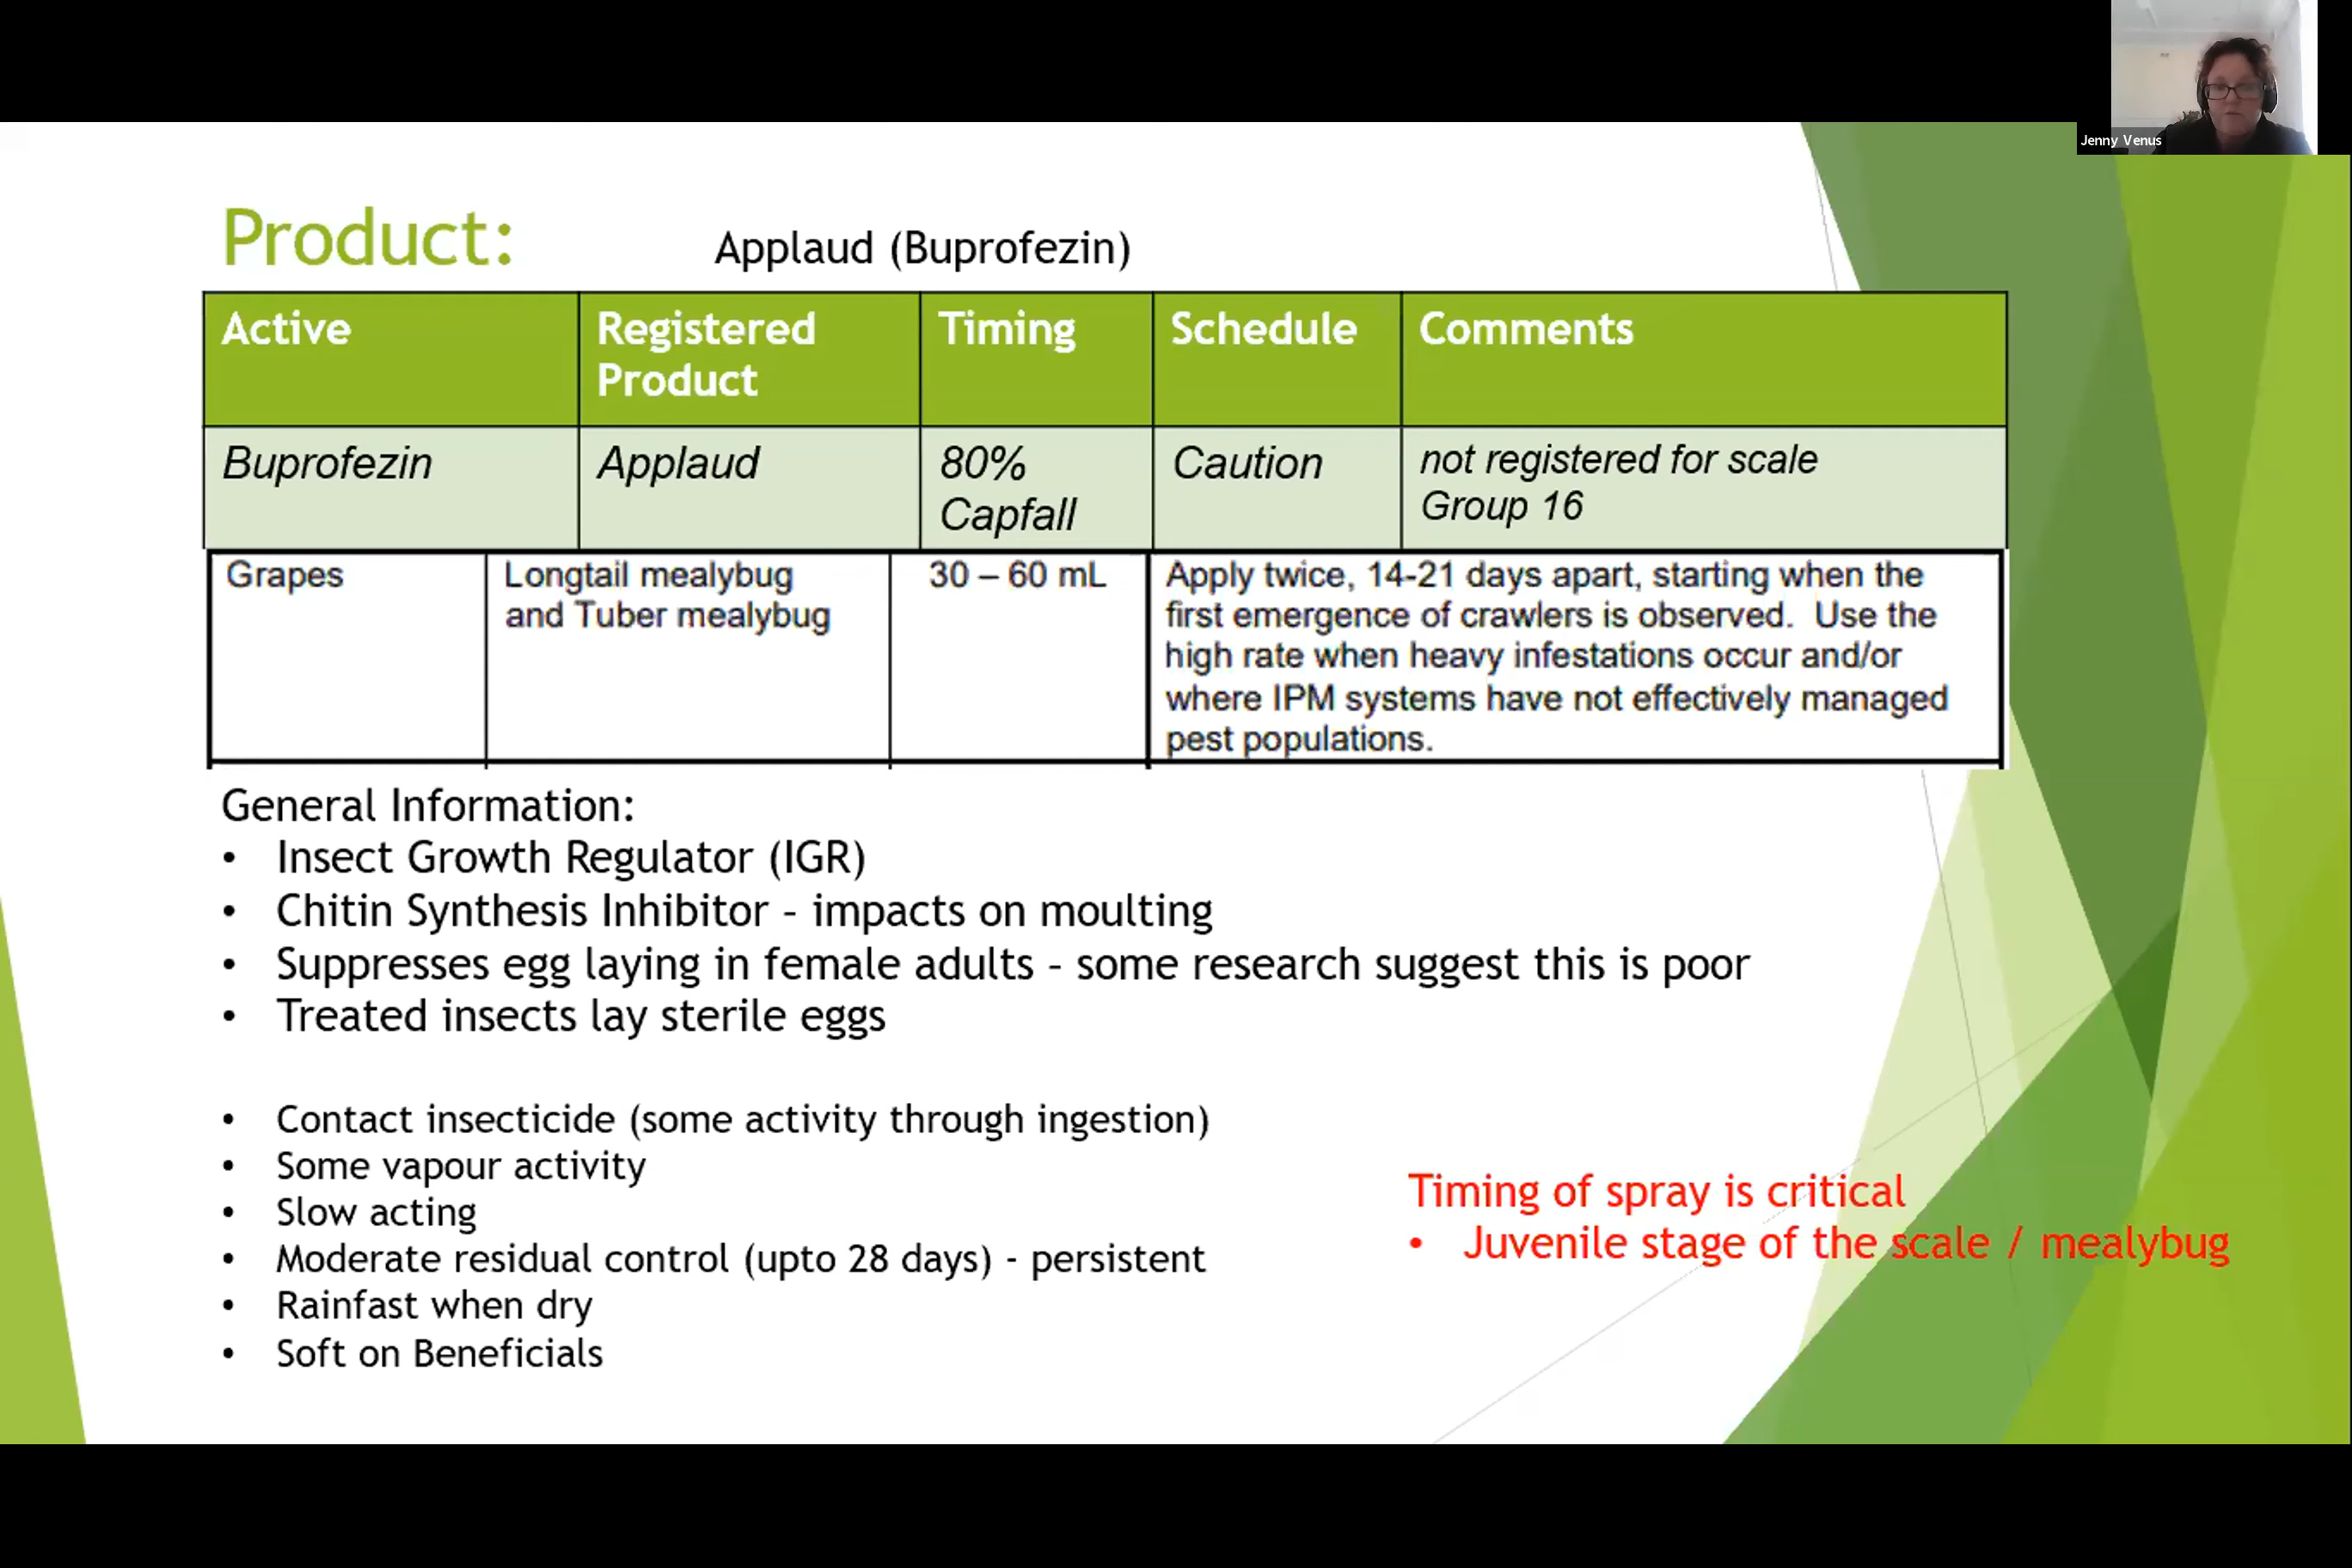 Jenny Venus
Product:
Applaud (Buprofezin)
Active
Registered
Product
Timing
Schedule
Comments
Buprofezin
Applaud
80%
Capfall
Caution
not registered for scale
Group 16
Grapes
Longtail mealybug
and Tuber mealybug
30 – 60 mL
Apply twice, 14-21 days apart, starting when the
first emergence of crawlers is observed. Use the
high rate when heavy infestations occur and/or
where IPM systems have not effectively managed
pest populations.
General Information:
• Insect Growth Regulator (IGR)
• Chitin Synthesis Inhibitor - impacts on moulting
• Suppresses egg laying in female adults - some research suggest this is poor
• Treated insects lay sterile eggs
• Contact insecticide (some activity through ingestion)
• Some vapour activity
• Slow acting
• Moderate residual control (upto 28 days) - persistent
• Rainfast when dry
• Soft on Beneficials
Timing of spray is critical
• Juvenile stage of the scale / mealybug